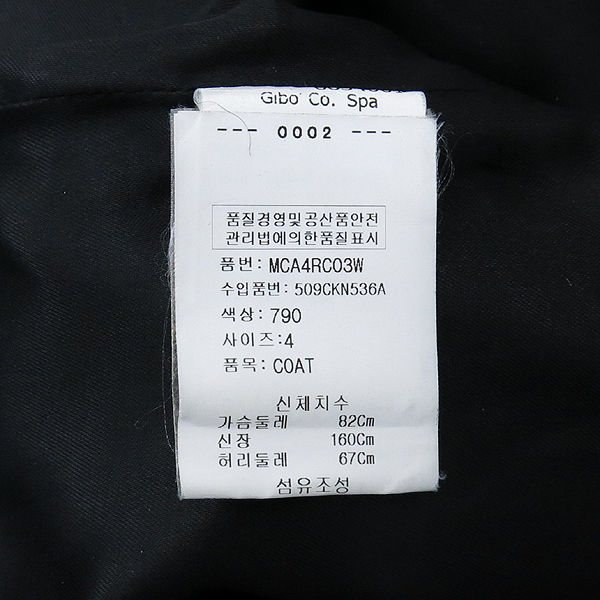 Gibo' Co. Spa
--- 0002 ---
품질경영및공산품안전
관리법에의한품질표시
품번: MCA4RC03W
수입품번: 509CKN536A
색상: 790
사이즈:4
품목: COAT
신체치수
가슴둘레 82Cm
신장 160Cm
허리둘레 67Cm
섬유조성